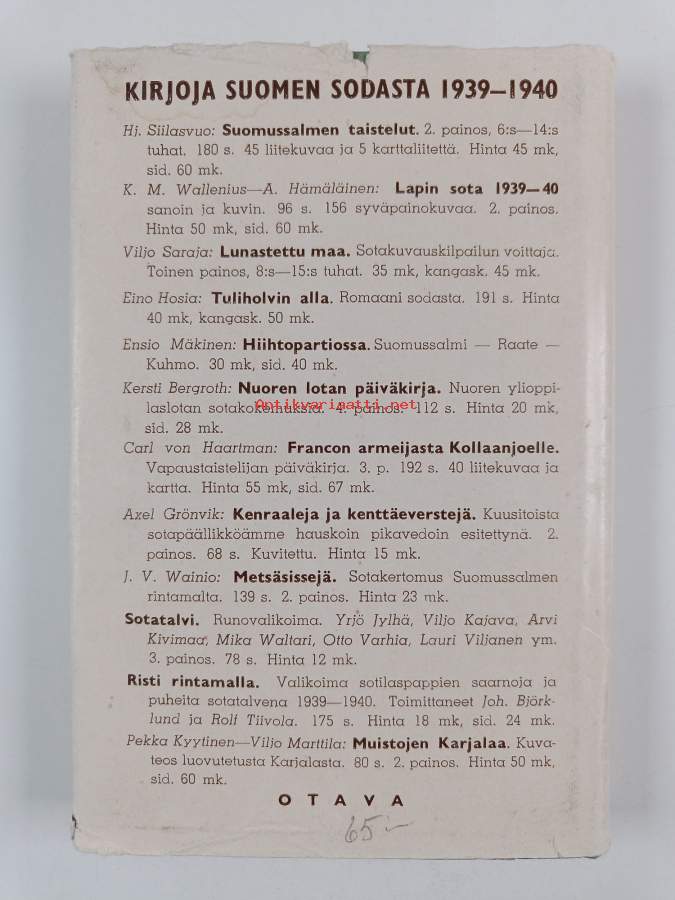 KIRJOJA SUOMEN SODASTA 1939—1940
Hj. Siilasvuo: Suomussalmen taistelut. 2. painos, 6:s—14:s
tuhat. 180 s. 45 liitekuvaa ja 5 karttaliitettä. Hinta 45 mk,
sid. 60 mk.
K. M. Wallenius—A. Hämäläinen: Lapin sota 1939—40
sanoin ja kuvin. 96 s. 156 syväpainokuvaa. 2. painos.
Hinta 50 mk, sid. 60 mk.
Viljo Saraja: Lunastettu maa. Sotakuvauskilpailun voittaja.
Toinen painos, 8:s—15:s tuhat. 35 mk, kangask. 45 mk.
Eino Hosia: Tuliholvin alla. Romaani sodasta. 191 s. Hinta
40 mk, kangask. 50 mk.
Ensio Mäkinen: Hiihtopartiossa. Suomussalmi — Raate —
Kuhmo. 30 mk, sid. 40 mk.
Kersti Bergroth: Nuoren lotan päiväkirja. Nuoren ylioppi-
laslotan sotakokemuksia. 4. painos. 112 s. Hinta 20 mk,
Antikvariaatti.net
sid. 28 mk.
Carl von Haartman: Francon armeijasta Kollaanjoelle.
Vapaustaistelijan päiväkirja. 3. p. 192 s. 40 liitekuvaa ja
kartta. Hinta 55 mk, sid. 67 mk.
Axel Grönvik: Kenraaleja ja kenttäeverstejä. Kuusitoista
sotapäällikköämme hauskoin pikavedoin esitettynä. 2.
painos. 68 s. Kuvitettu. Hinta 15 mk.
J. V. Wainio: Metsäsissejä. Sotakertomus Suomussalmen
rintamalta. 139 s. 2. painos. Hinta 23 mk.
Sotatalvi. Runovalikoima. Yrjö Jylhä, Viljo Kajava, Arvi
Kivimaa, Mika Waltari, Otto Varhia, Lauri Viljanen ym.
3. painos. 78 s. Hinta 12 mk.
Risti rintamalla. Valikoima sotilaspappien saarnoja ja
puheita sotatalvena 1939—1940. Toimittaneet Joh. Björk-
lund ja Rolf Tiivola. 175 s. Hinta 18 mk, sid. 24 mk.
Pekka Kyytinen—Viljo Marttila: Muistojen Karjalaa. Kuva-
teos luovutetusta Karjalasta. 80 s. 2. painos. Hinta 50 mk,
sid. 60 mk.
OTAVA
65:-